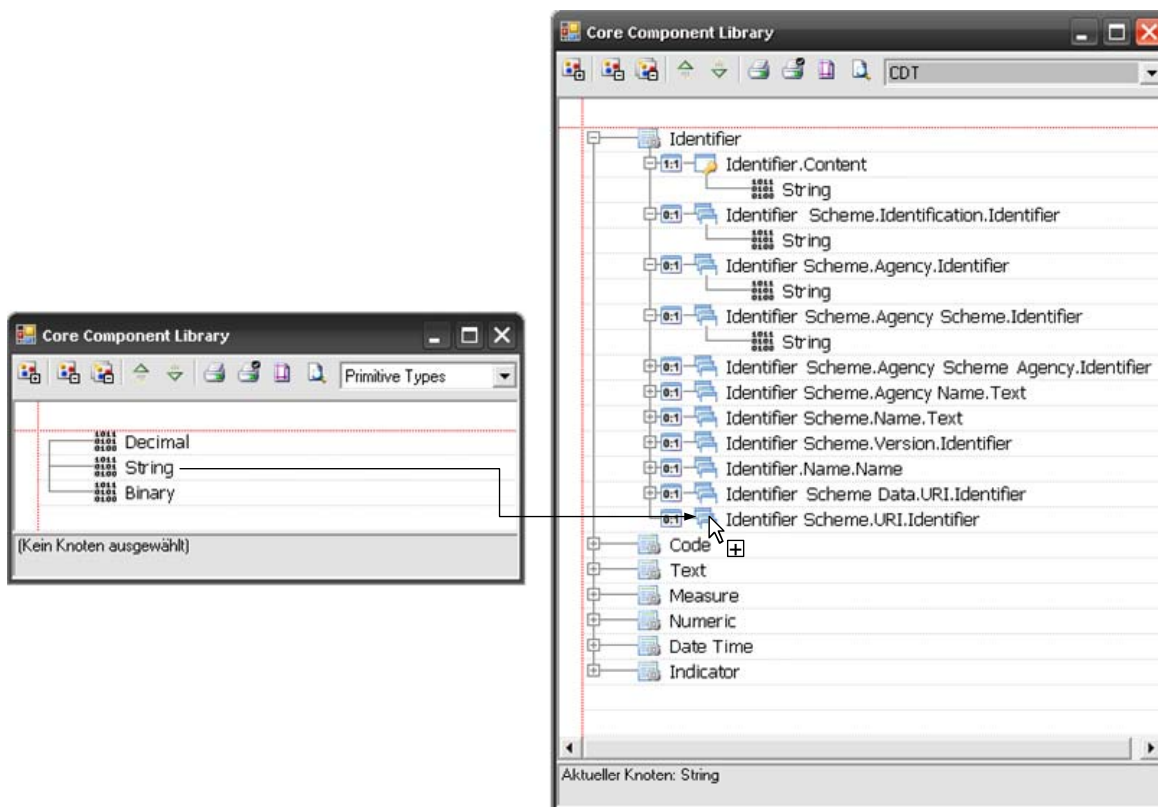 Core Component Library
Primitive Types
Decimal
String
Binary
(Kein Knoten ausgewählt)
Core Component Library
CDT
Identifier
1:1 Identifier.Content
String
0:1 Identifier Scheme.Identification.Identifier
String
0:1 Identifier Scheme.Agency.Identifier
String
0:1 Identifier Scheme.Agency Scheme.Identifier
String
0:1 Identifier Scheme.Agency Scheme Agency.Identifier
0:1 Identifier Scheme.Agency Name.Text
0:1 Identifier Scheme.Name.Text
0:1 Identifier Scheme.Version.Identifier
0:1 Identifier.Name.Name
0:1 Identifier Scheme Data.URI.Identifier
0:1 Identifier Scheme.URI.Identifier
Code
Text
Measure
Numeric
Date Time
Indicator
Aktueller Knoten: String